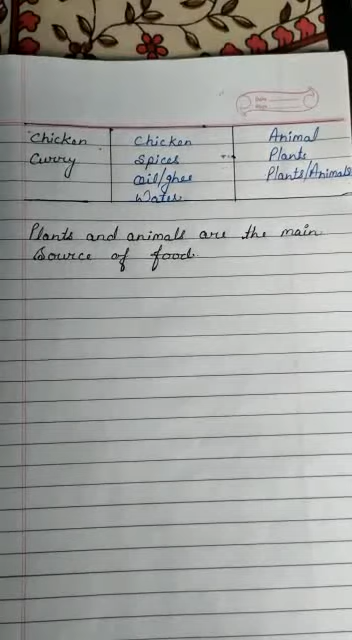 Chicken Chicken Animal
Curry Spices Plants
oil/ghee Plants/Animals
Water
Plants and animals are the main
source of food.